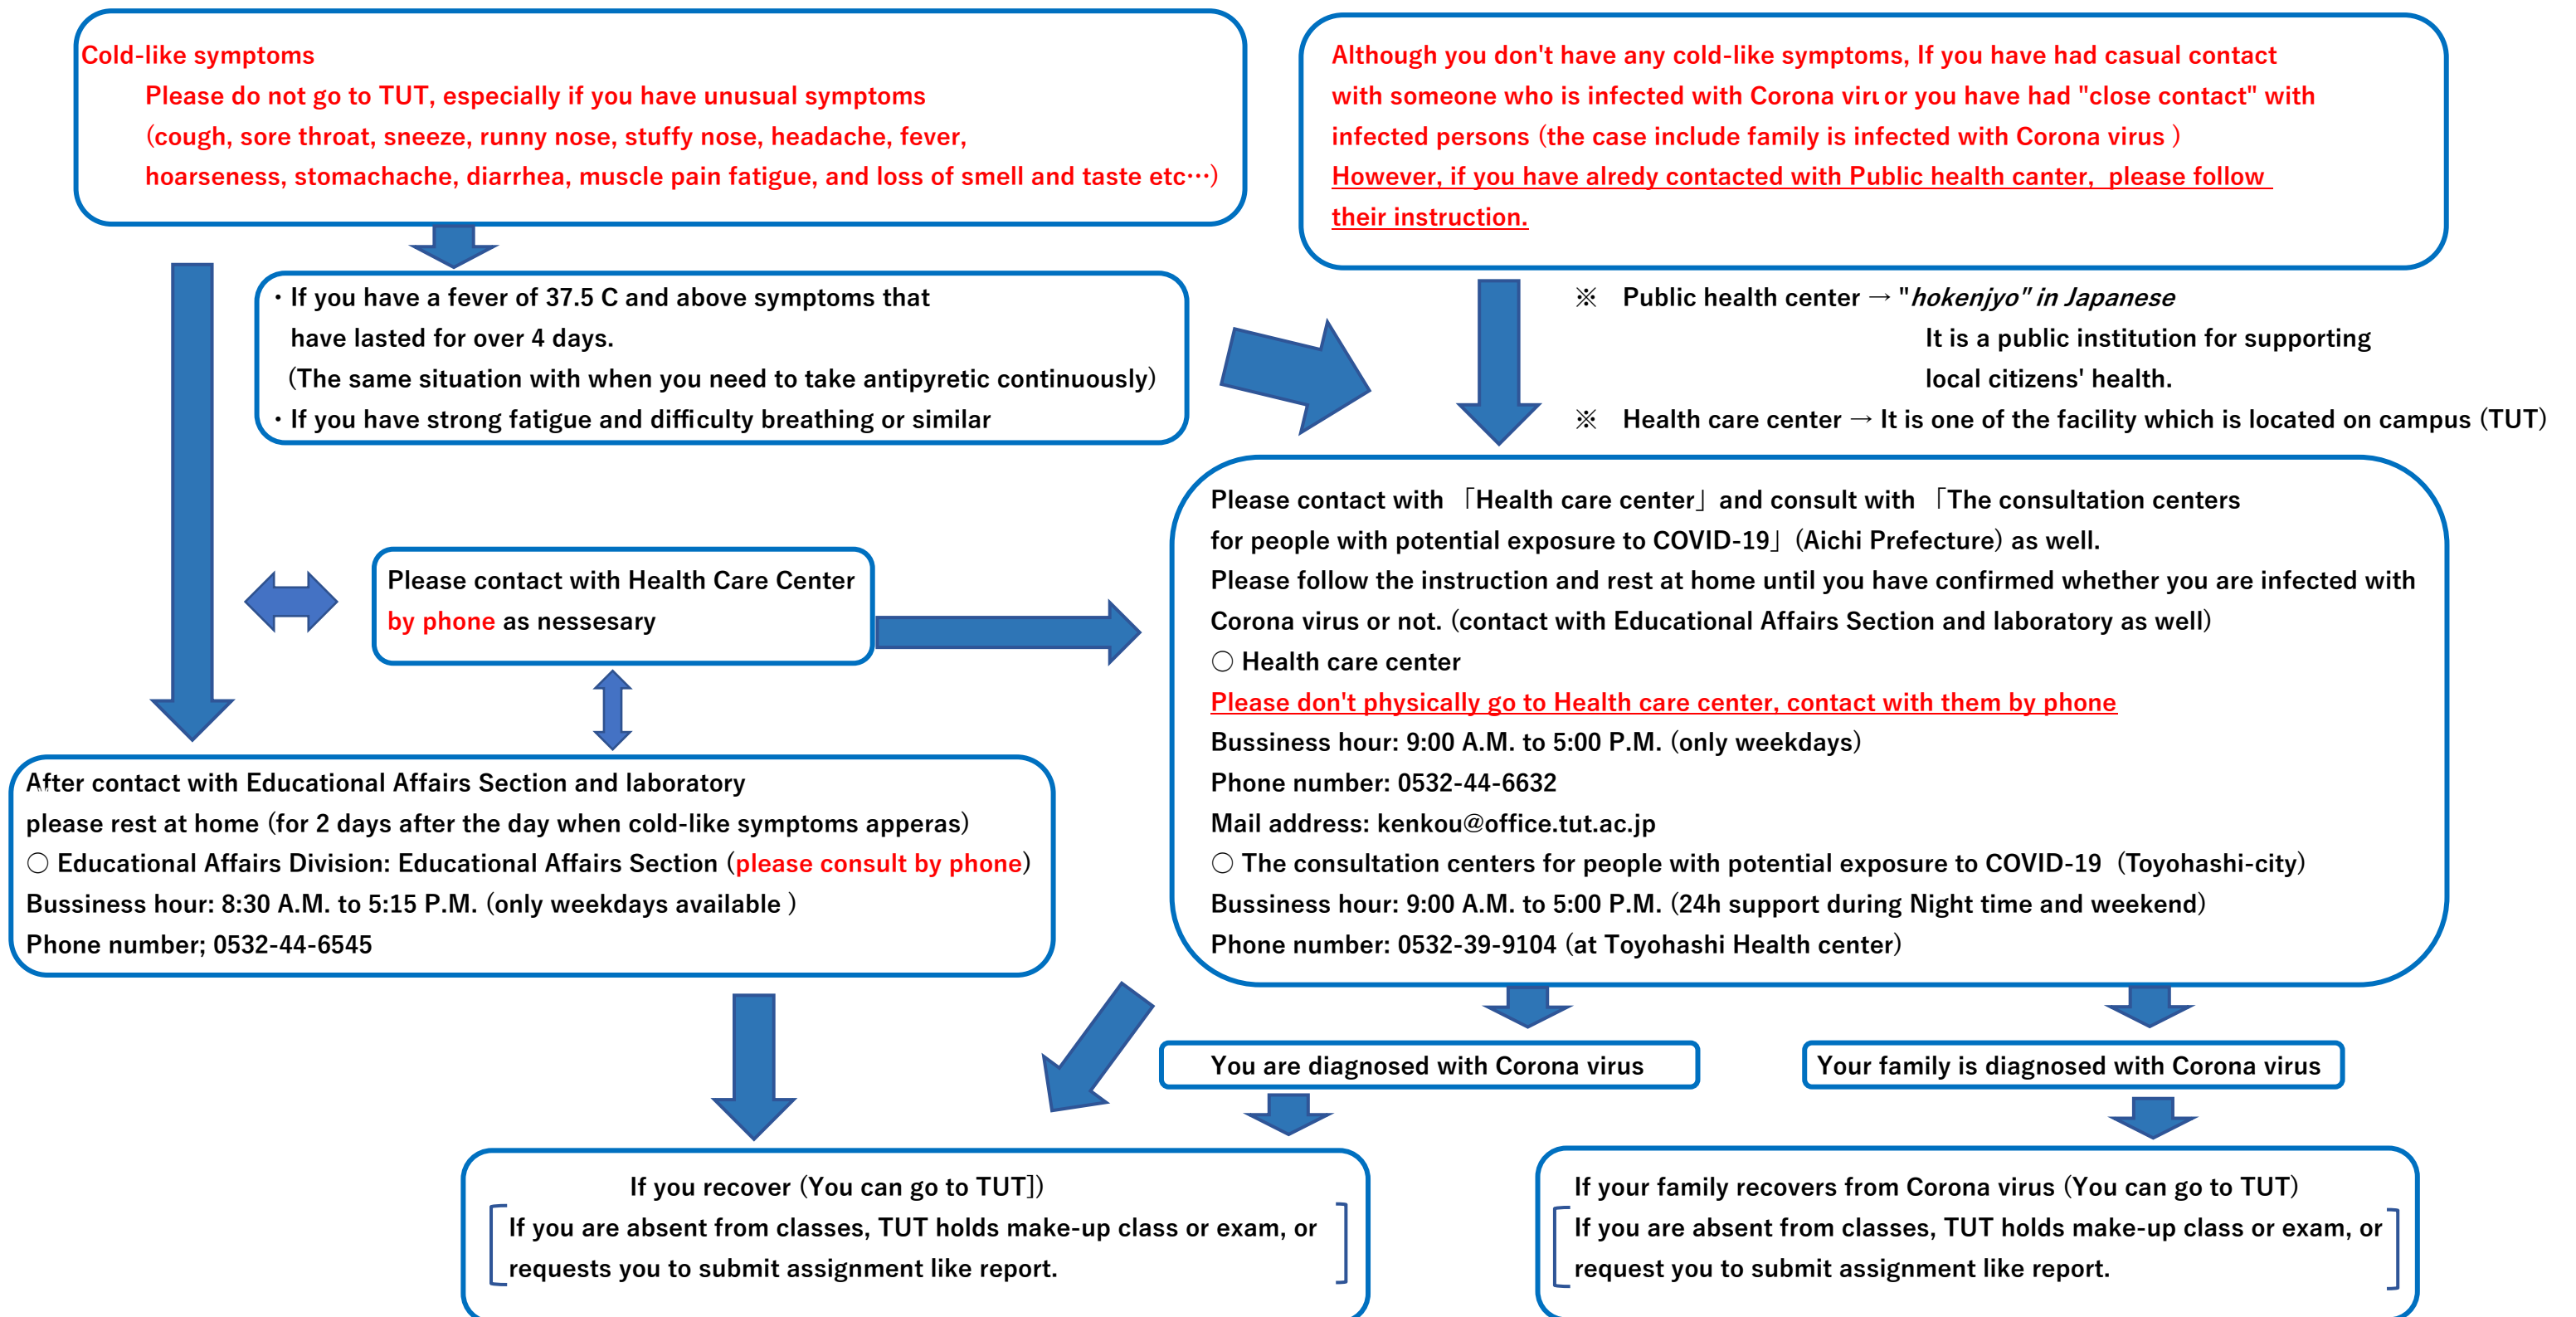 Cold-like symptoms
Please do not go to TUT, especially if you have unusual symptoms
(cough, sore throat, sneeze, runny nose, stuffy nose, headache, fever,
hoarseness, stomachache, diarrhea, muscle pain fatigue, and loss of smell and taste etc…)
Although you don't have any cold-like symptoms, If you have had casual contact
with someone who is infected with Corona viru or you have had "close contact" with
infected persons (the case include family is infected with Corona virus )
However, if you have alredy contacted with Public health canter, please follow
their instruction.
・If you have a fever of 37.5 C and above symptoms that
have lasted for over 4 days.
(The same situation with when you need to take antipyretic continuously)
・If you have strong fatigue and difficulty breathing or similar
※ Public health center → "hokenjyo" in Japanese
It is a public institution for supporting
local citizens' health.
※ Health care center → It is one of the facility which is located on campus (TUT)
Please contact with Health Care Center
by phone as nessesary
Please contact with 「Health care center」 and consult with 「The consultation centers
for people with potential exposure to COVID-19」 (Aichi Prefecture) as well.
Please follow the instruction and rest at home until you have confirmed whether you are infected with
Corona virus or not. (contact with Educational Affairs Section and laboratory as well)
○ Health care center
Please don't physically go to Health care center, contact with them by phone
Bussiness hour: 9:00 A.M. to 5:00 P.M. (only weekdays)
Phone number: 0532-44-6632
Mail address: kenkou@office.tut.ac.jp
○ The consultation centers for people with potential exposure to COVID-19 (Toyohashi-city)
Bussiness hour: 9:00 A.M. to 5:00 P.M. (24h support during Night time and weekend)
Phone number: 0532-39-9104 (at Toyohashi Health center)
After contact with Educational Affairs Section and laboratory
please rest at home (for 2 days after the day when cold-like symptoms apperas)
○ Educational Affairs Division: Educational Affairs Section (please consult by phone)
Bussiness hour: 8:30 A.M. to 5:15 P.M. (only weekdays available )
Phone number; 0532-44-6545
You are diagnosed with Corona virus
Your family is diagnosed with Corona virus
If you recover (You can go to TUT])
If you are absent from classes, TUT holds make-up class or exam, or
requests you to submit assignment like report.
If your family recovers from Corona virus (You can go to TUT)
If you are absent from classes, TUT holds make-up class or exam, or
request you to submit assignment like report.